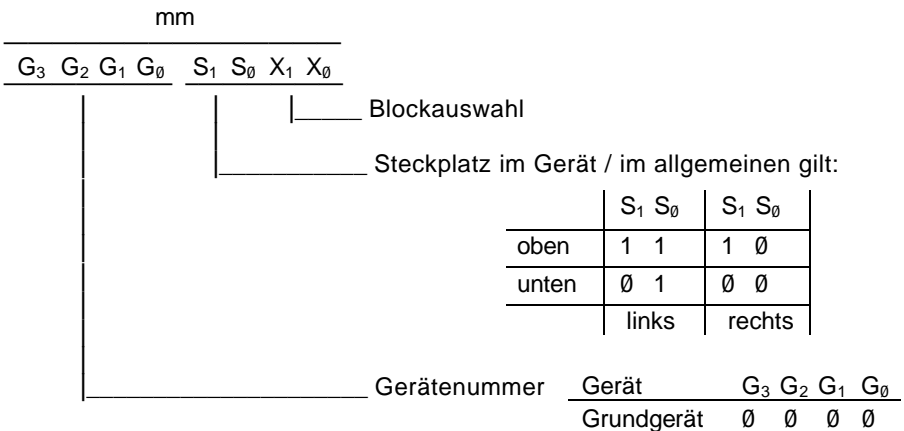 mm
G₃ G₂ G₁ G∅ S₁ S∅ X₁ X∅
Blockauswahl
Steckplatz im Gerät / im allgemeinen gilt:
S₁ S∅ S₁ S∅
oben 1 1 1 Ø
unten Ø 1 Ø Ø
links rechts
Gerätenummer Gerät G₃ G₂ G₁ G∅
Grundgerät Ø Ø Ø Ø